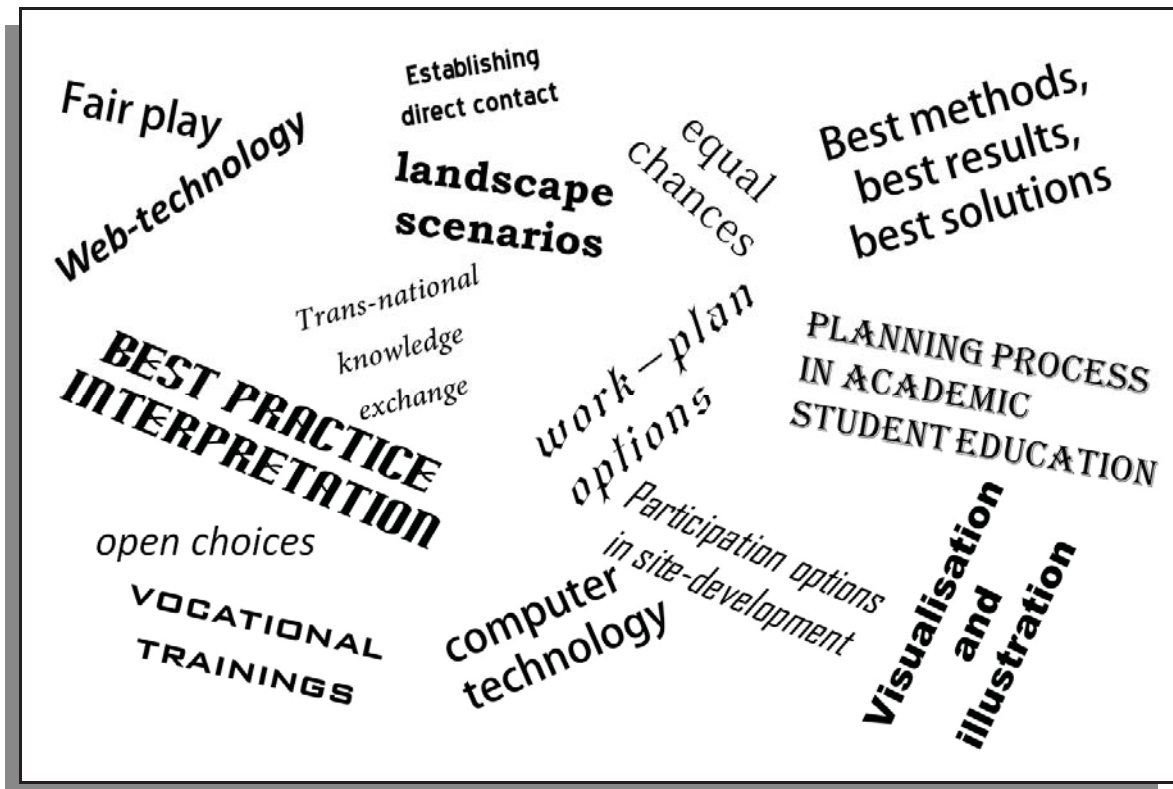 Fair play
Web-technology
Establishing
direct contact
landscape
scenarios
equal
chances
Best methods,
best results,
best solutions
Trans-national
knowledge
exchange
BEST PRACTICE
INTERPRETATION
work-plan
options
PLANNING PROCESS
IN ACADEMIC
STUDENT EDUCATION
open choices
VOCATIONAL
TRAININGS
computer
technology
Participation options
in site-development
Visualisation
and
illustration